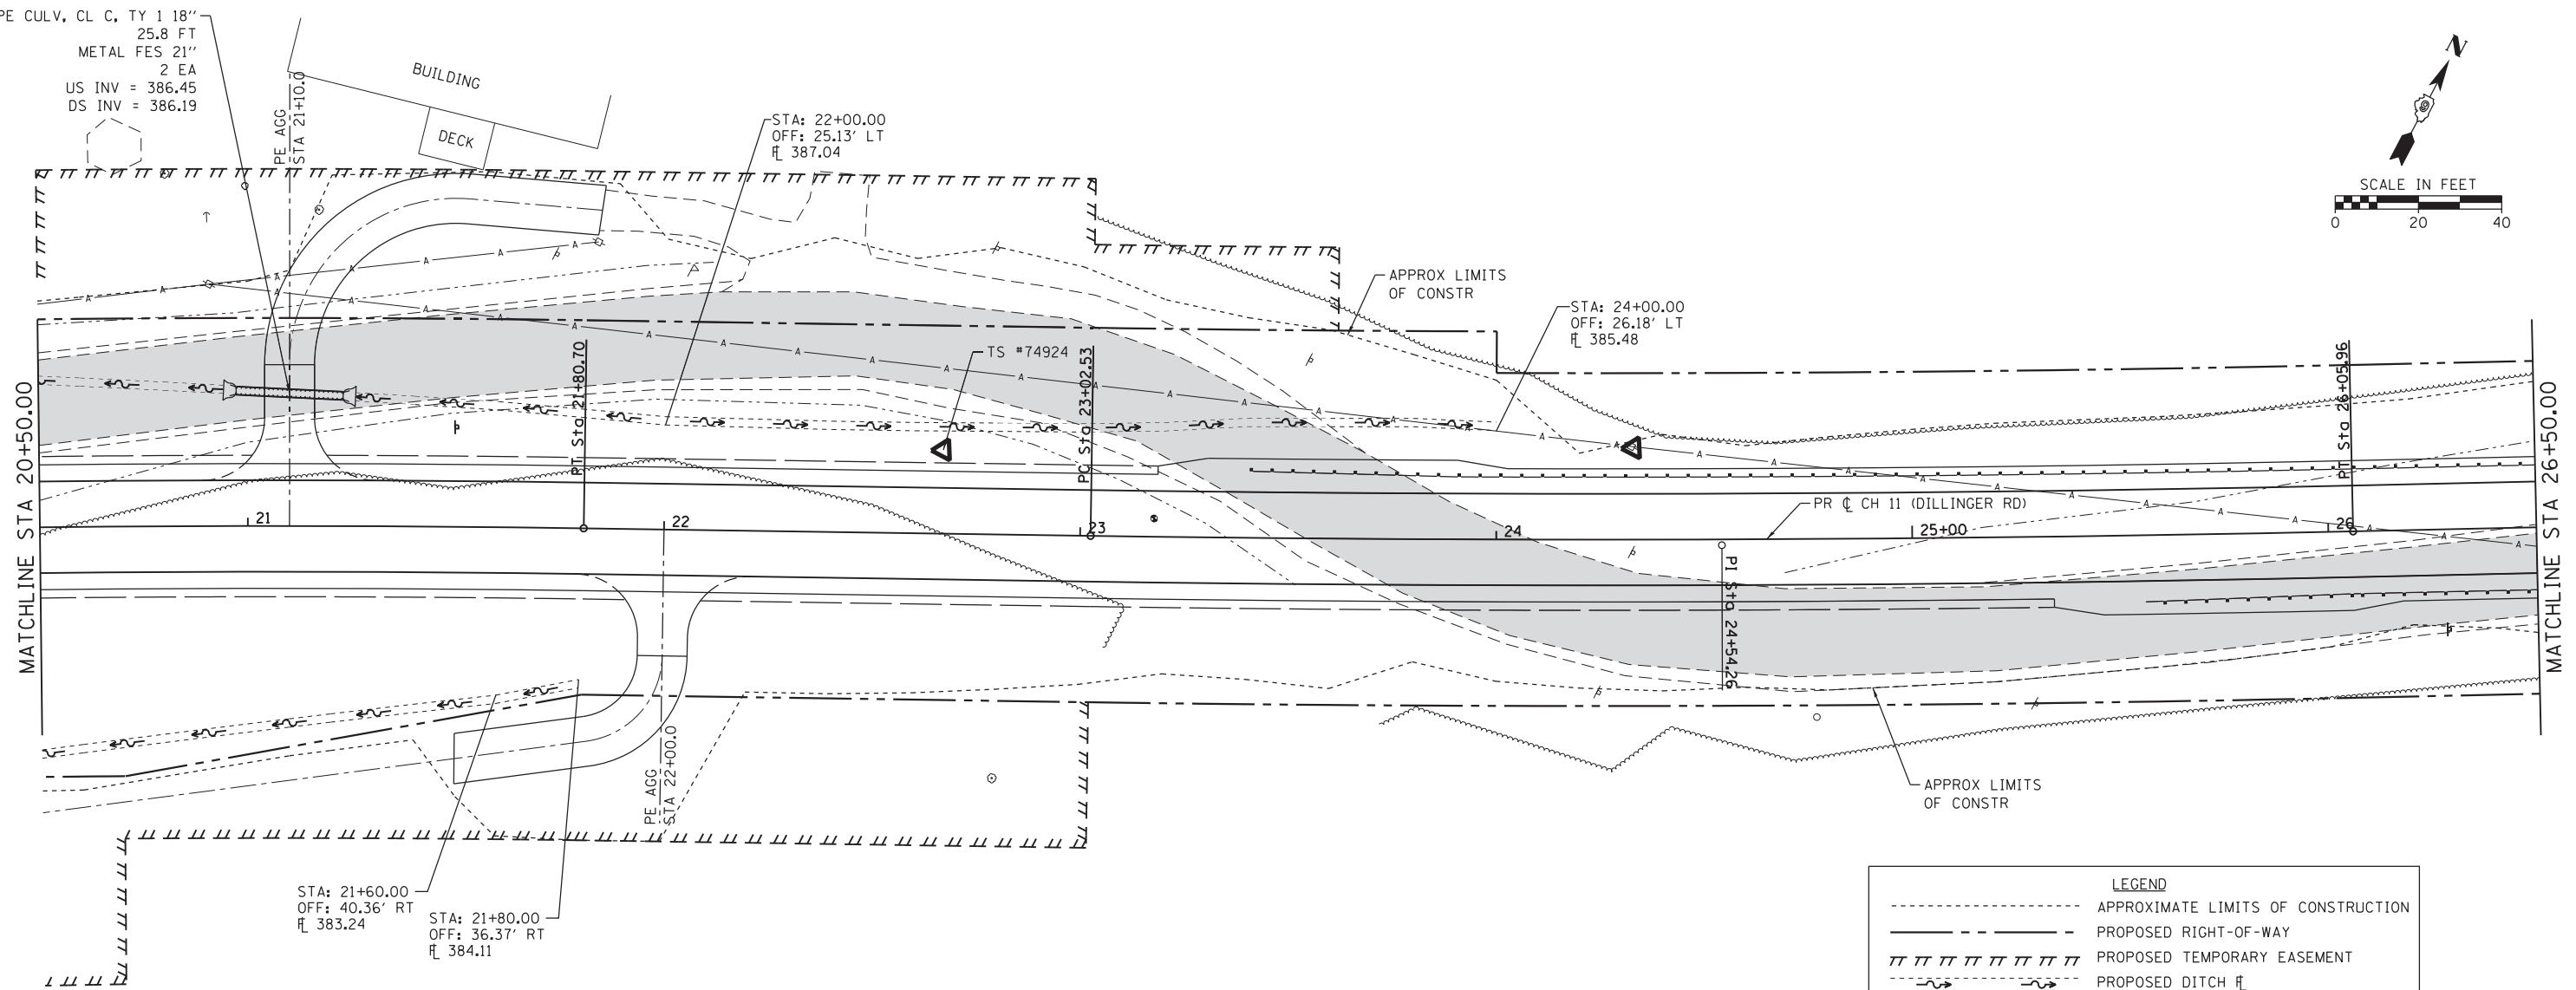 PE CULV, CL C, TY 1 18"
25.8 FT
METAL FES 21"
2 EA
US INV = 386.45
DS INV = 386.19
PE AGG
STA 21+10.0
BUILDING
DECK
STA: 22+00.00
OFF: 25.13' LT
FL 387.04
N
SCALE IN FEET
0 20 40
APPROX LIMITS
OF CONSTR
STA: 24+00.00
OFF: 26.18' LT
FL 385.48
TS #74924
MATCHLINE STA 20+50.00
PT Sta 21+80.70
PC Sta 23+02.53
PT Sta 26+05.96
MATCHLINE STA 26+50.00
A A A A A A A A A A A A A A A A A A A A A A A A A A A A A A A A A A A A
PR CL CH 11 (DILLINGER RD)
21
22
23
24
25+00
26
PI Sta 24+54.26
PE AGG
STA 22+00.0
APPROX LIMITS
OF CONSTR
STA: 21+60.00
OFF: 40.36' RT
FL 383.24
STA: 21+80.00
OFF: 36.37' RT
FL 384.11
LEGEND
APPROXIMATE LIMITS OF CONSTRUCTION
PROPOSED RIGHT-OF-WAY
PROPOSED TEMPORARY EASEMENT
PROPOSED DITCH FL